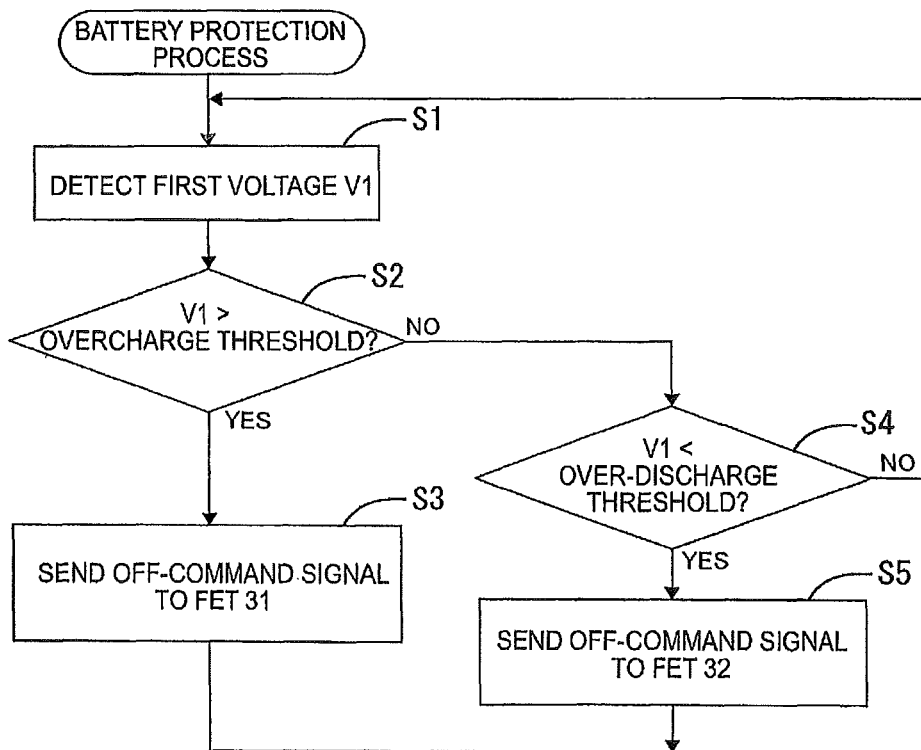 BATTERY PROTECTION
PROCESS
S1
DETECT FIRST VOLTAGE V1
S2
V1 >
OVERCHARGE THRESHOLD?
NO
YES
S4
V1 <
OVER-DISCHARGE
THRESHOLD?
NO
YES
S3
SEND OFF-COMMAND SIGNAL
TO FET 31
S5
SEND OFF-COMMAND SIGNAL
TO FET 32